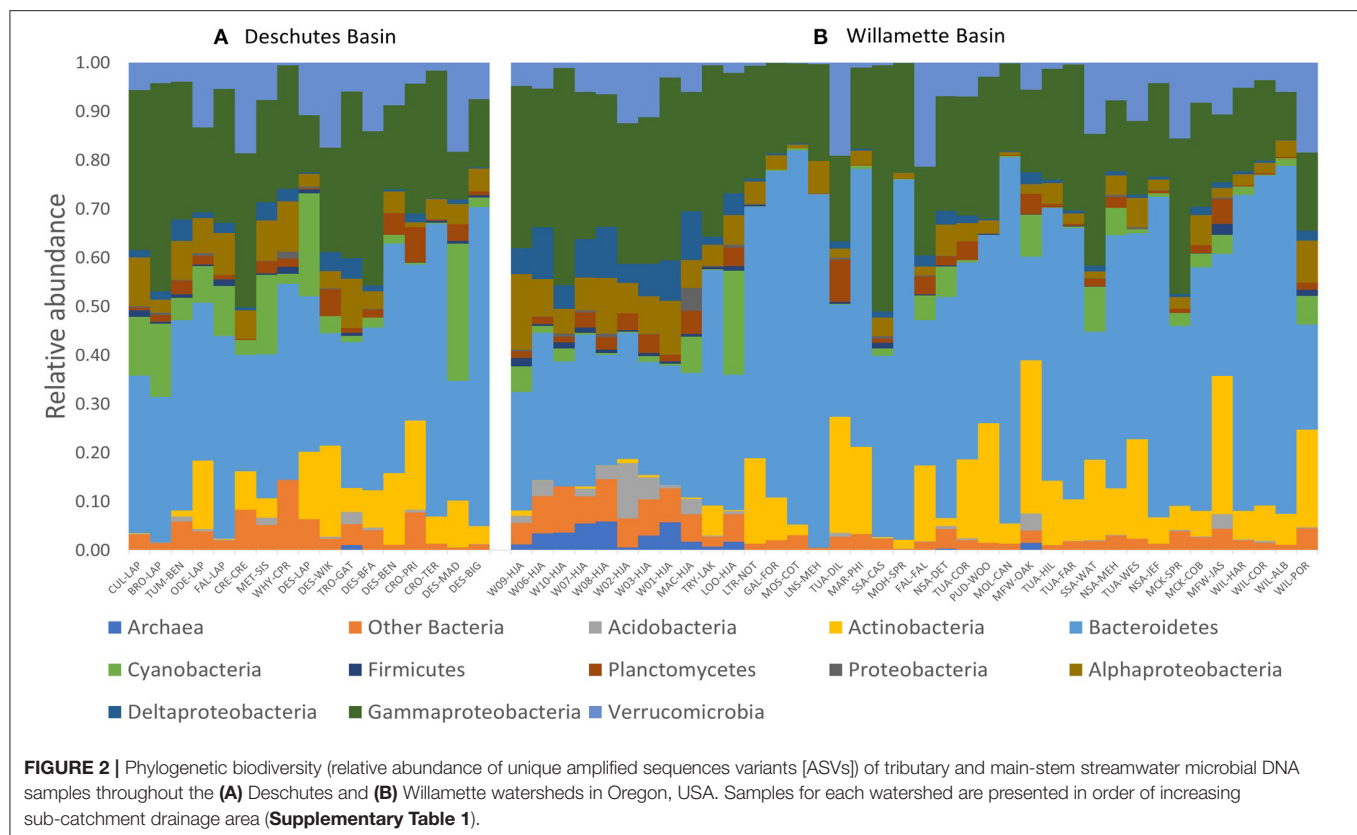 A Deschutes Basin
B Willamette Basin
Relative abundance
1.00
0.90
0.80
0.70
0.60
0.50
0.40
0.30
0.20
0.10
0.00
CUL-LAP BRO-LAP TUM-BEN ODE-LAP FAL-LAP CRE-CRE MET-SIS WHY-CPR DES-LAP DES-WIK TRO-GAT DES-BFA DES-BEN CRO-PRI CRO-TER DES-MAD DES-BIG
W09-HJA W06-HJA W10-HJA W07-HJA W08-HJA W02-HJA W03-HJA W01-HJA MAC-HJA TRY-LAK LOO-HJA LTR-NOT GAL-FOR MOS-COT LNS-MEH TUA-DIL MAR-PHI SSA-CAS MOH-SPR FAL-FAL NSA-DET TUA-COR PUD-WOO MOL-CAN MFW-OAK TUA-HIL TUA-FAR SSA-WAT NSA-MEH TUA-WES NSA-JEF MCK-SPR MCK-COB MFW-JAS WIL-HAR WIL-COR WIL-ALB WIL-POR
Archaea Other Bacteria Acidobacteria Actinobacteria Bacteroidetes
Cyanobacteria Firmicutes Planctomycetes Proteobacteria Alphaproteobacteria
Deltaproteobacteria Gammaproteobacteria Verrucomicrobia
FIGURE 2 | Phylogenetic biodiversity (relative abundance of unique amplified sequences variants [ASVs]) of tributary and main-stem streamwater microbial DNA
samples throughout the (A) Deschutes and (B) Willamette watersheds in Oregon, USA. Samples for each watershed are presented in order of increasing
sub-catchment drainage area (Supplementary Table 1).